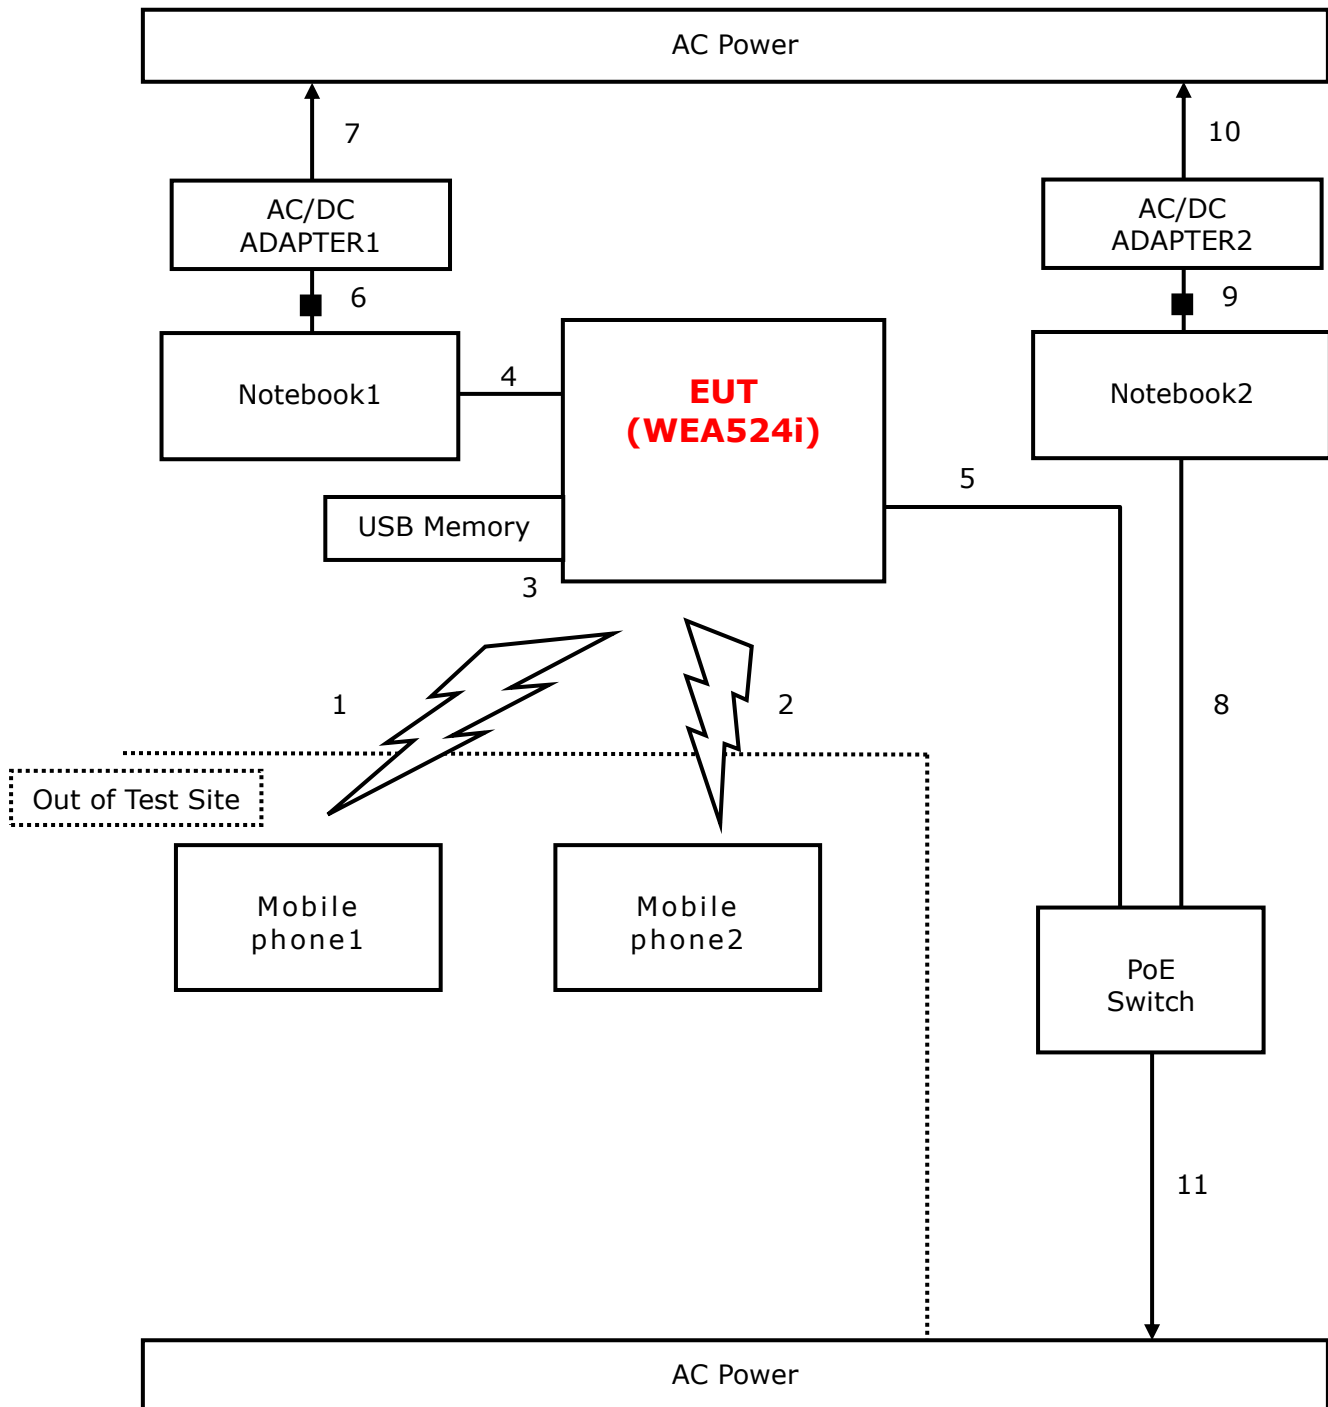 AC Power
7
10
AC/DC
ADAPTER1
AC/DC
ADAPTER2
6
9
Notebook1
4
EUT
(WEA524i)
Notebook2
5
USB Memory
3
1
2
8
Out of Test Site
Mobile
phone1
Mobile
phone2
PoE
Switch
11
AC Power